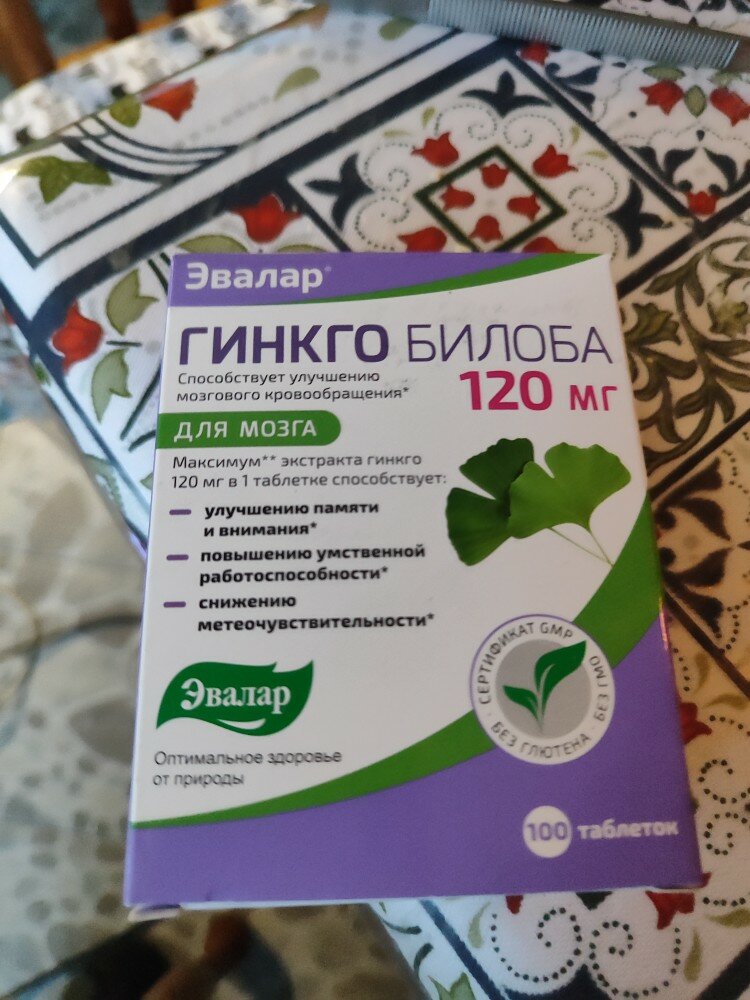 Эвалар®
ГИНКГО БИЛОБА
Способствует улучшению
мозгового кровообращения*
120 мг
ДЛЯ МОЗГА
Максимум** экстракта гинкго
120 мг в 1 таблетке способствует:
— улучшению памяти
и внимания*
— повышению умственной
работоспособности*
— снижению
метеочувствительности*
СЕРТИФИКАТ GMP · БЕЗ ГМО · БЕЗ ГЛЮТЕНА ·
Эвалар
Оптимальное здоровье
от природы
100 таблеток